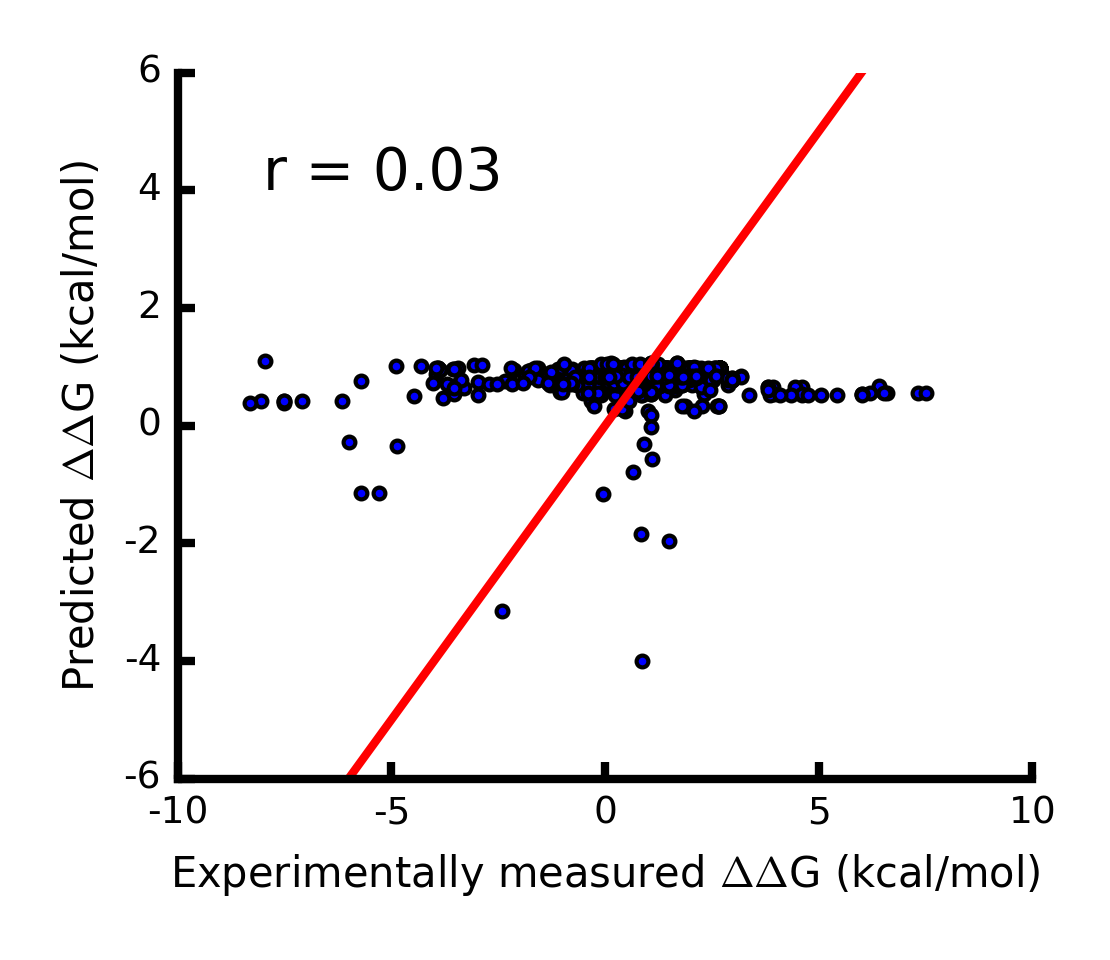 6
4
2
0
-2
-4
-6
r = 0.03
Predicted ΔΔG (kcal/mol)
-10 -5 0 5 10
Experimentally measured ΔΔG (kcal/mol)